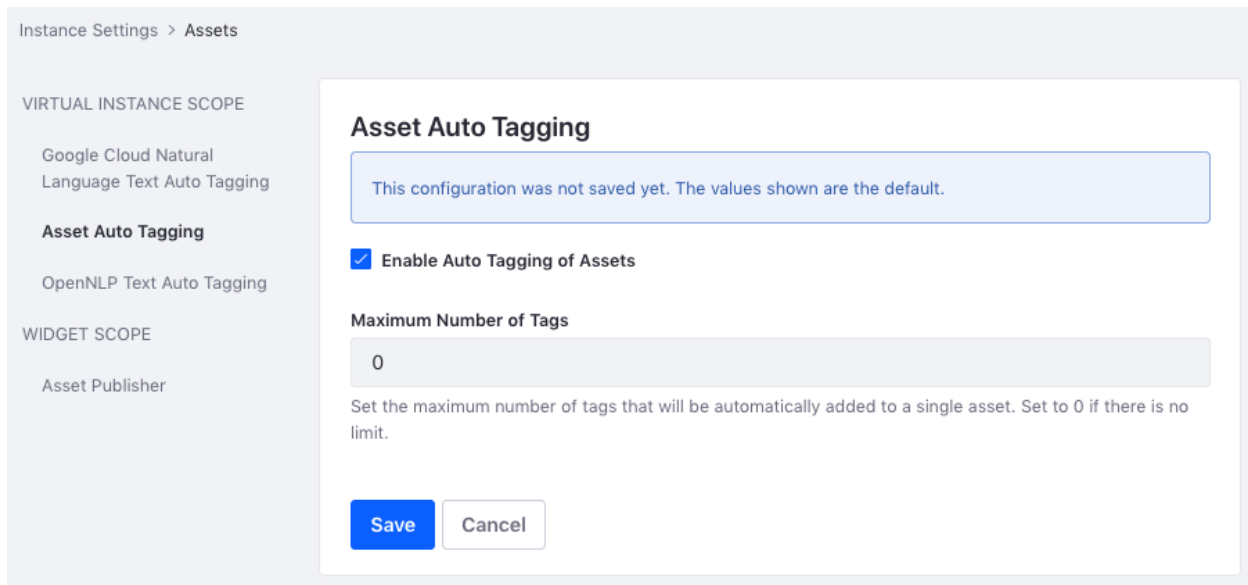 Instance Settings > Assets
VIRTUAL INSTANCE SCOPE
Google Cloud Natural
Language Text Auto Tagging
Asset Auto Tagging
OpenNLP Text Auto Tagging
WIDGET SCOPE
Asset Publisher
Asset Auto Tagging
This configuration was not saved yet. The values shown are the default.
Enable Auto Tagging of Assets
Maximum Number of Tags
0
Set the maximum number of tags that will be automatically added to a single asset. Set to 0 if there is no
limit.
Save
Cancel